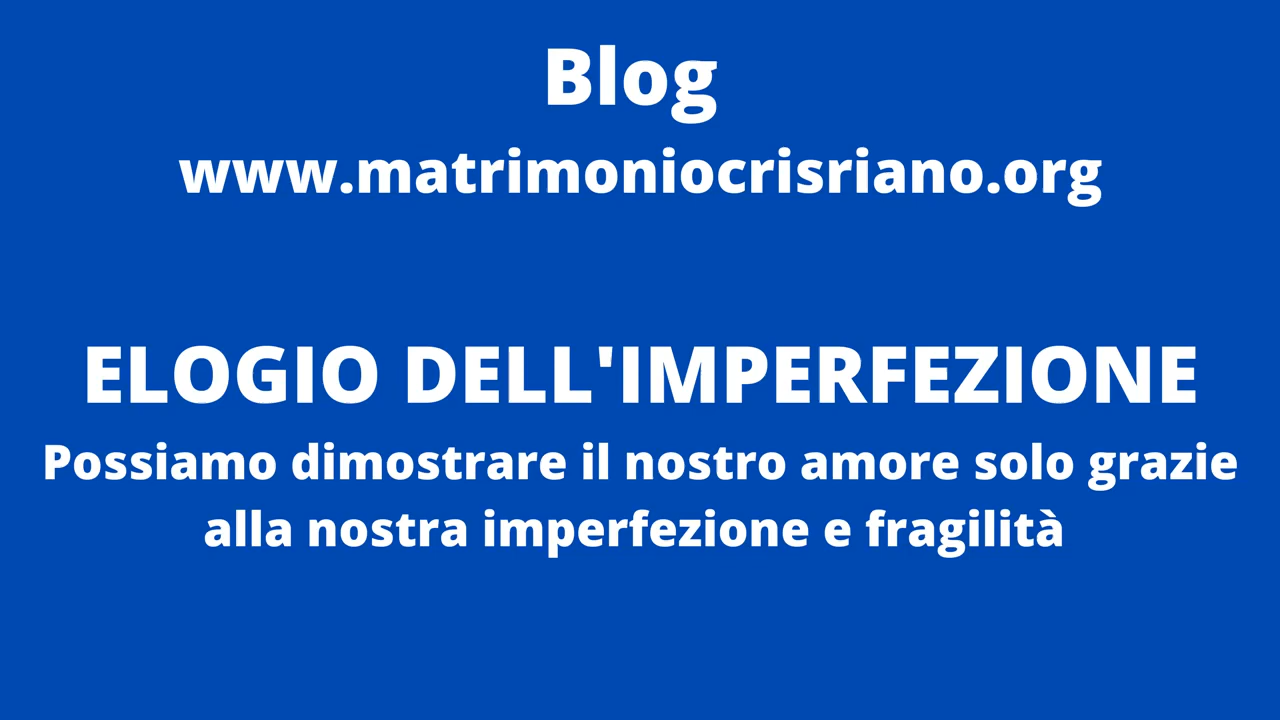 Blog
www.matrimoniocrisriano.org
ELOGIO DELL'IMPERFEZIONE
Possiamo dimostrare il nostro amore solo grazie
alla nostra imperfezione e fragilità